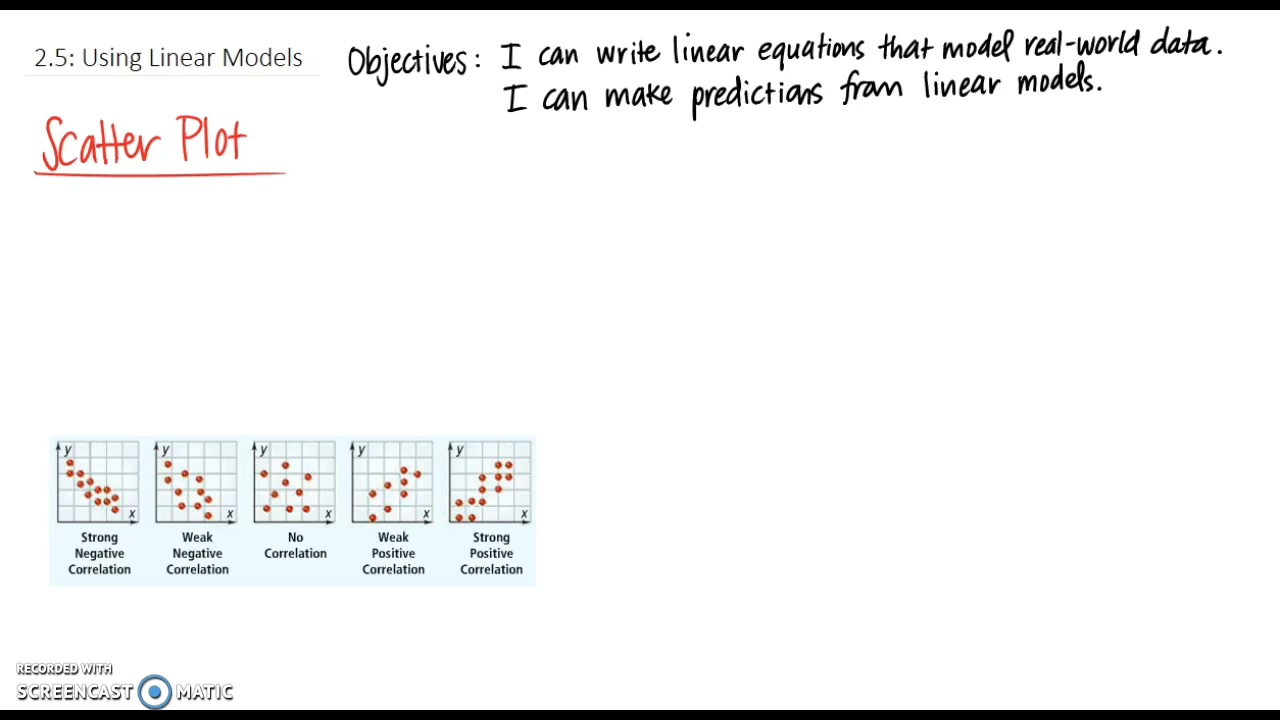 2.5: Using Linear Models
Objectives: I can write linear equations that model real-world data.
I can make predictions from linear models.
Scatter Plot
y x y x y x y x y x
Strong Negative Correlation
Weak Negative Correlation
No Correlation
Weak Positive Correlation
Strong Positive Correlation
RECORDED WITH
SCREENCAST MATIC